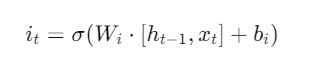 i_t = σ(W_i · [h_{t−1}, x_t] + b_i)